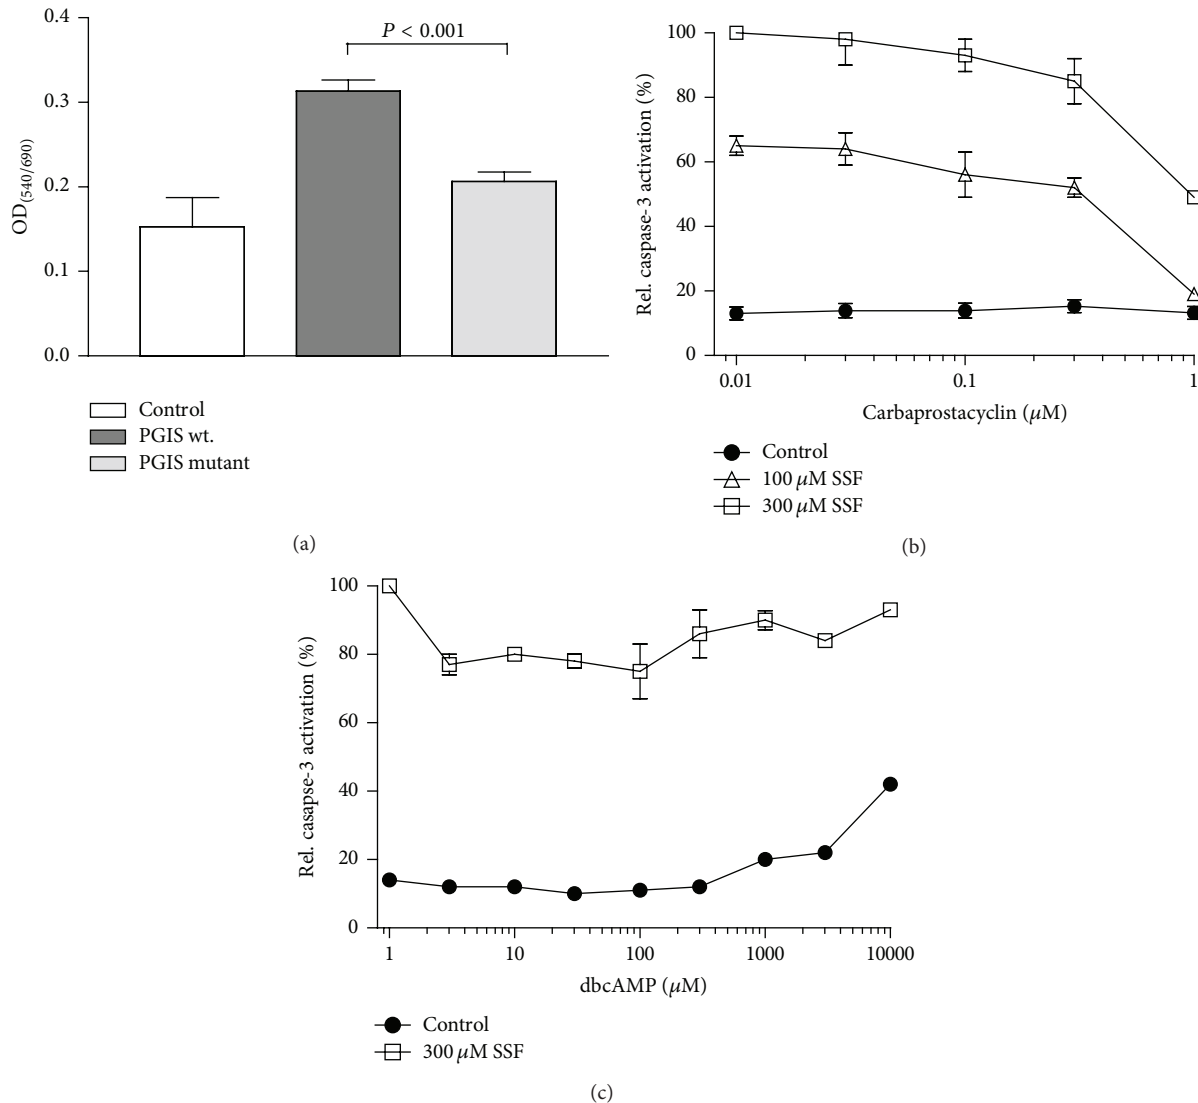 0.4
0.3
0.2
0.1
0.0
OD(540/690)
P < 0.001
Control
PGIS wt.
PGIS mutant
(a)
100
80
60
40
20
0
Rel. caspase-3 activation (%)
0.01 0.1 1
Carbaprostacyclin (μM)
Control
100 μM SSF
300 μM SSF
(b)
100
80
60
40
20
0
Rel. casapse-3 activation (%)
1 10 100 1000 10000
dbcAMP (μM)
Control
300 μM SSF
(c)